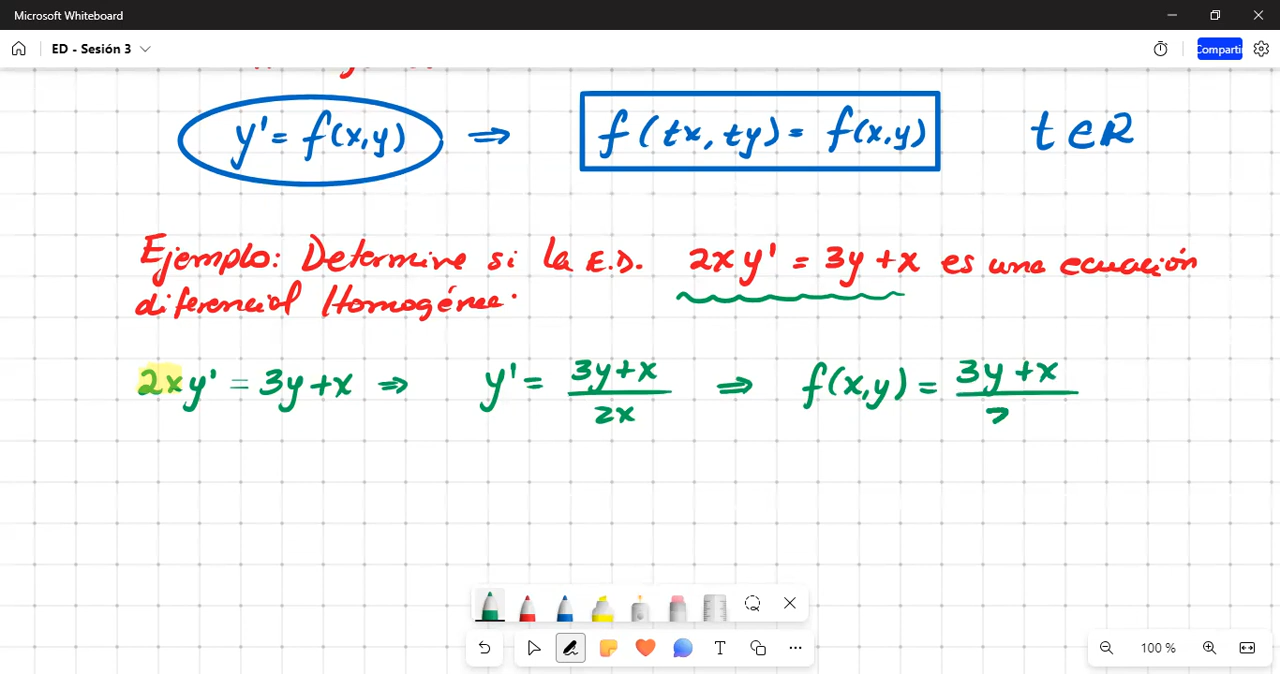 Microsoft Whiteboard
ED - Sesión 3
Compartir
y' = f(x,y) ⇒ f(tx, ty) = f(x,y) t ∈ R
Ejemplo: Determine si la E.D. 2xy' = 3y + x es una ecuación
diferencial Homogénea.
2xy' = 3y+x ⇒ y' = (3y+x)/(2x) ⇒ f(x,y) = (3y+x)/2
100 %